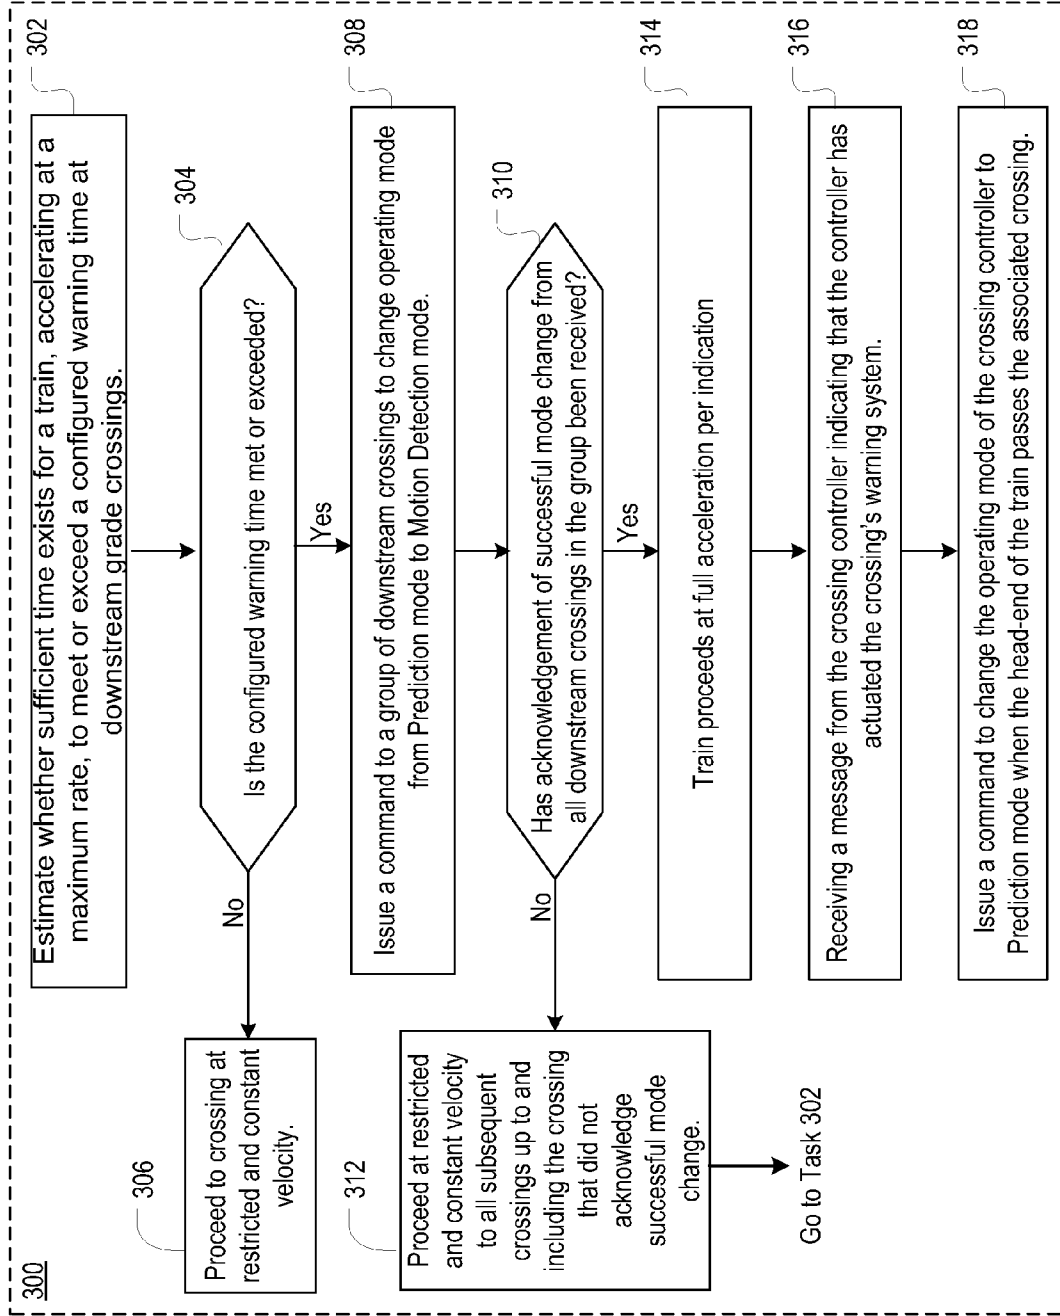 300
302
Estimate whether sufficient time exists for a train, accelerating at a
maximum rate, to meet or exceed a configured warning time at
downstream grade crossings.
304
Is the configured warning time met or exceeded?
No
Yes
306
Proceed to crossing at
restricted and constant
velocity.
308
Issue a command to a group of downstream crossings to change operating mode
from Prediction mode to Motion Detection mode.
310
Has acknowledgement of successful mode change from
all downstream crossings in the group been received?
No
Yes
312
Proceed at restricted
and constant velocity
to all subsequent
crossings up to and
including the crossing
that did not
acknowledge
successful mode
change.
Go to Task 302
314
Train proceeds at full acceleration per indication
316
Receiving a message from the crossing controller indicating that the controller has
actuated the crossing's warning system.
318
Issue a command to change the operating mode of the crossing controller to
Prediction mode when the head-end of the train passes the associated crossing.